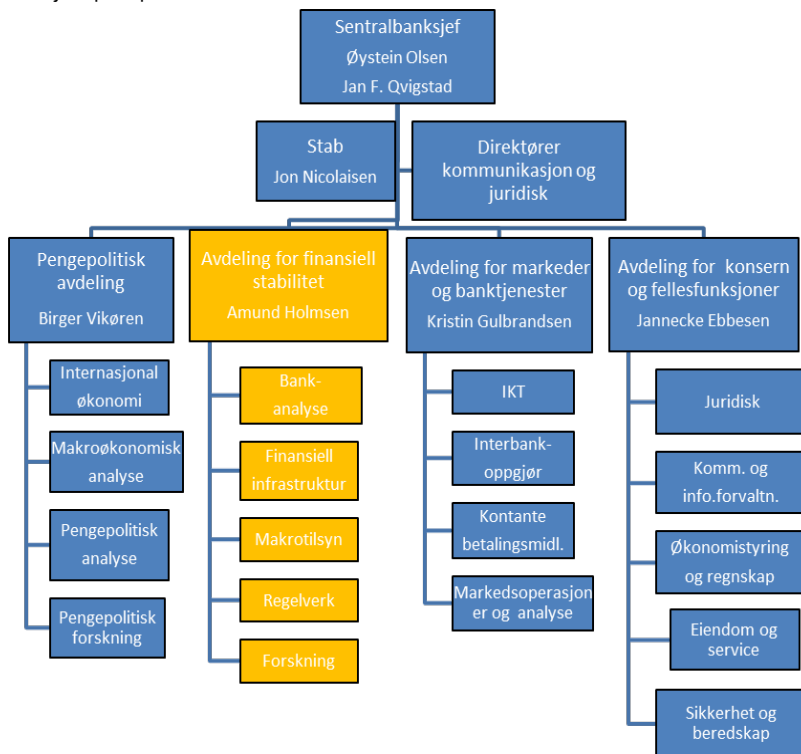 Sentralbanksjef
Øystein Olsen
Jan F. Qvigstad
Stab
Jon Nicolaisen
Direktører
kommunikasjon og
juridisk
Pengepolitisk
avdeling
Birger Vikøren
Internasjonal
økonomi
Makroøkonomisk
analyse
Pengepolitisk
analyse
Pengepolitisk
forskning
Avdeling for finansiell
stabilitet
Amund Holmsen
Bank-
analyse
Finansiell
infrastruktur
Makrotilsyn
Regelverk
Forskning
Avdeling for markeder
og banktjenester
Kristin Gulbrandsen
IKT
Interbank-
oppgjør
Kontante
betalingsmidl.
Markedsoperasjon
er og analyse
Avdeling for konsern
og fellesfunksjoner
Jannecke Ebbesen
Juridisk
Komm. og
info.forvaltn.
Økonomistyring
og regnskap
Eiendom og
service
Sikkerhet og
beredskap